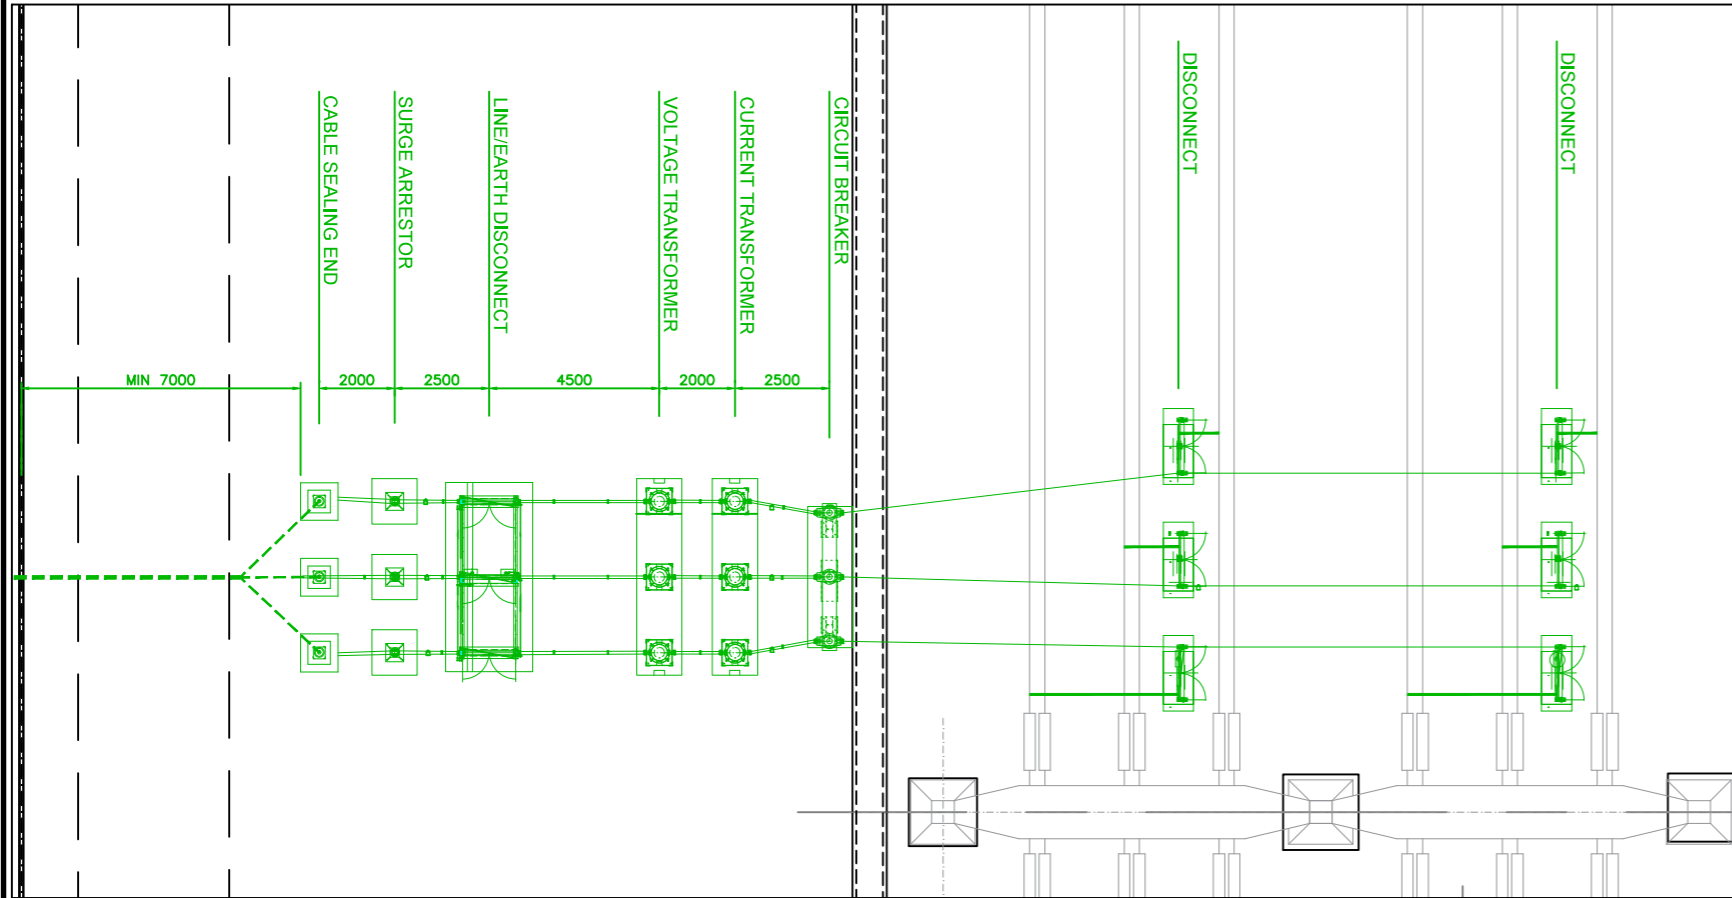 DISCONNECT
DISCONNECT
CABLE SEALING END
SURGE ARRESTOR
LINE/EARTH DISCONNECT
VOLTAGE TRANSFORMER
CURRENT TRANSFORMER
CIRCUIT BREAKER
MIN 7000
2000
2500
4500
2000
2500